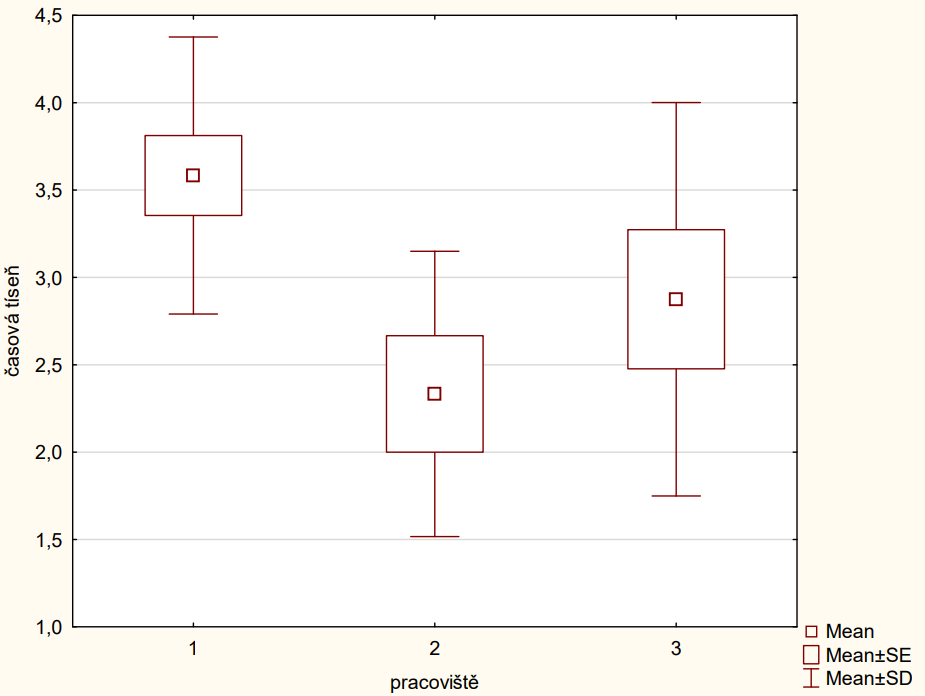 4,5
4,0
3,5
3,0
2,5
2,0
1,5
1,0
časová tíseň
1
2
3
pracoviště
Mean
Mean±SE
Mean±SD